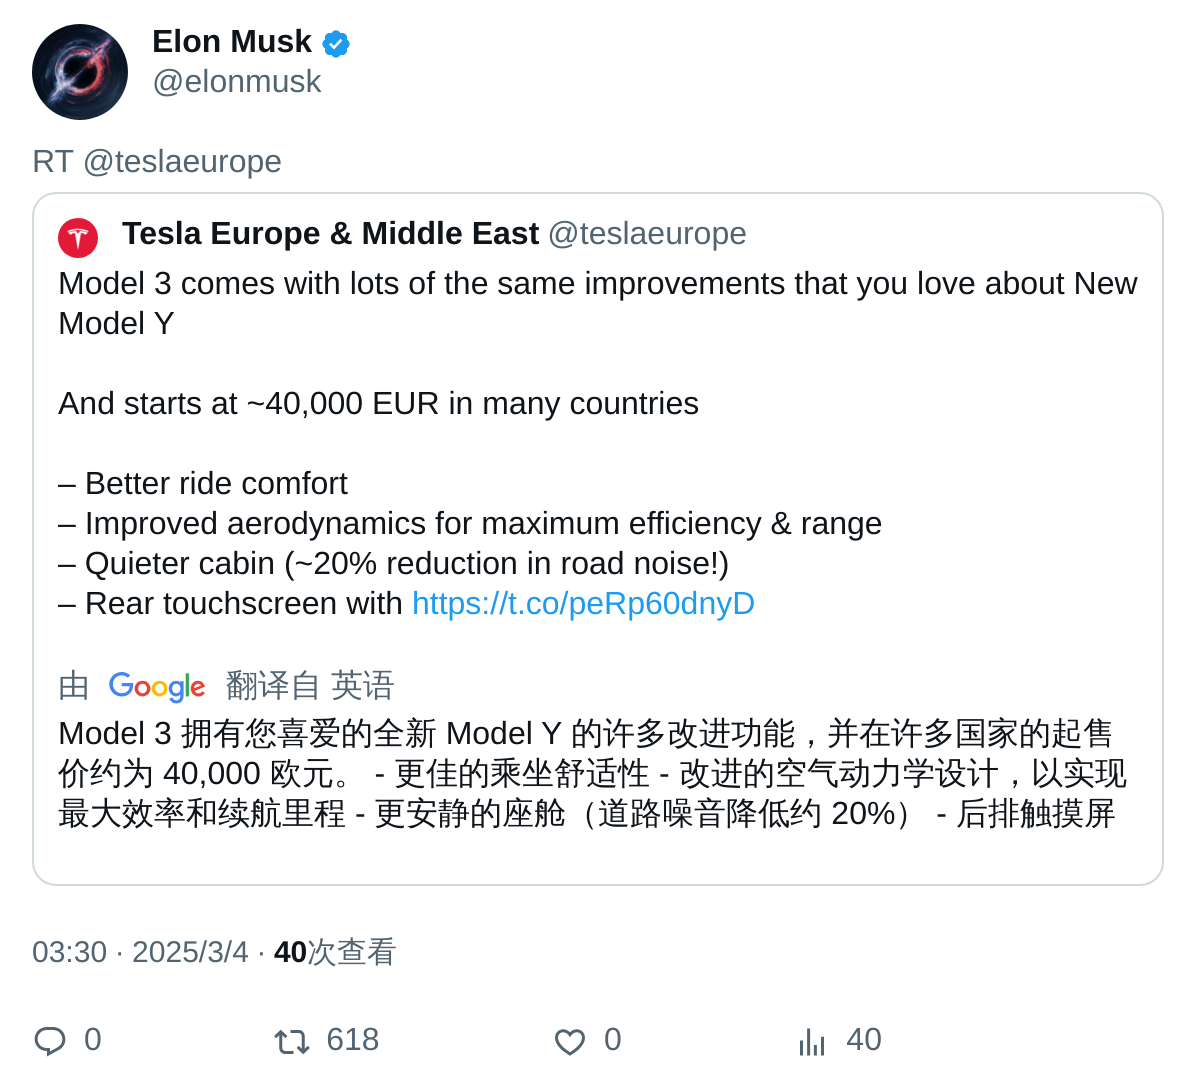 Elon Musk
@elonmusk
RT @teslaeurope
Tesla Europe & Middle East @teslaeurope
Model 3 comes with lots of the same improvements that you love about New
Model Y
And starts at ~40,000 EUR in many countries
– Better ride comfort
– Improved aerodynamics for maximum efficiency & range
– Quieter cabin (~20% reduction in road noise!)
– Rear touchscreen with https://t.co/peRp60dnyD
由 Google 翻译自 英语
Model 3 拥有您喜爱的全新 Model Y 的许多改进功能，并在许多国家的起售
价约为 40,000 欧元。 - 更佳的乘坐舒适性 - 改进的空气动力学设计，以实现
最大效率和续航里程 - 更安静的座舱（道路噪音降低约 20%） - 后排触摸屏
03:30 · 2025/3/4 · 40次查看
0 618 0 40